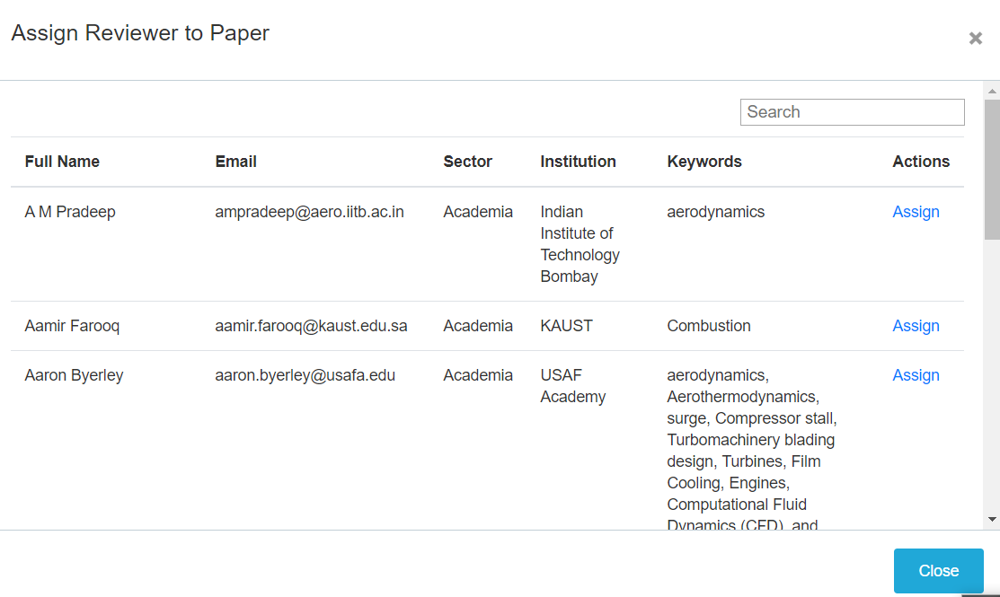 Assign Reviewer to Paper
×
Search
Full Name Email Sector Institution Keywords Actions
A M Pradeep ampradeep@aero.iitb.ac.in Academia Indian aerodynamics Assign
Institute of
Technology
Bombay
Aamir Farooq aamir.farooq@kaust.edu.sa Academia KAUST Combustion Assign
Aaron Byerley aaron.byerley@usafa.edu Academia USAF aerodynamics, Assign
Academy Aerothermodynamics,
surge, Compressor stall,
Turbomachinery blading
design, Turbines, Film
Cooling, Engines,
Computational Fluid
Dynamics (CFD), and
Close